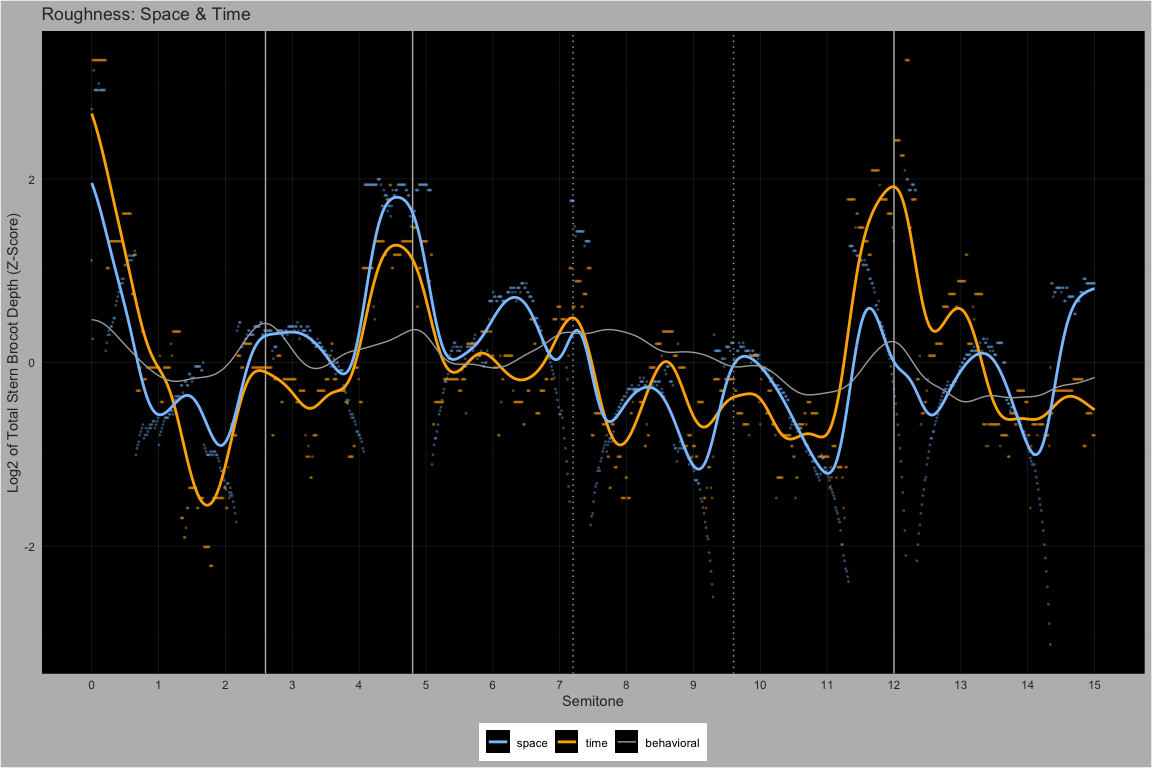 Roughness: Space & Time
Log2 of Total Stern Brocot Depth (Z-Score)
2
0
-2
0 1 2 3 4 5 6 7 8 9 10 11 12 13 14 15
Semitone
space time behavioral